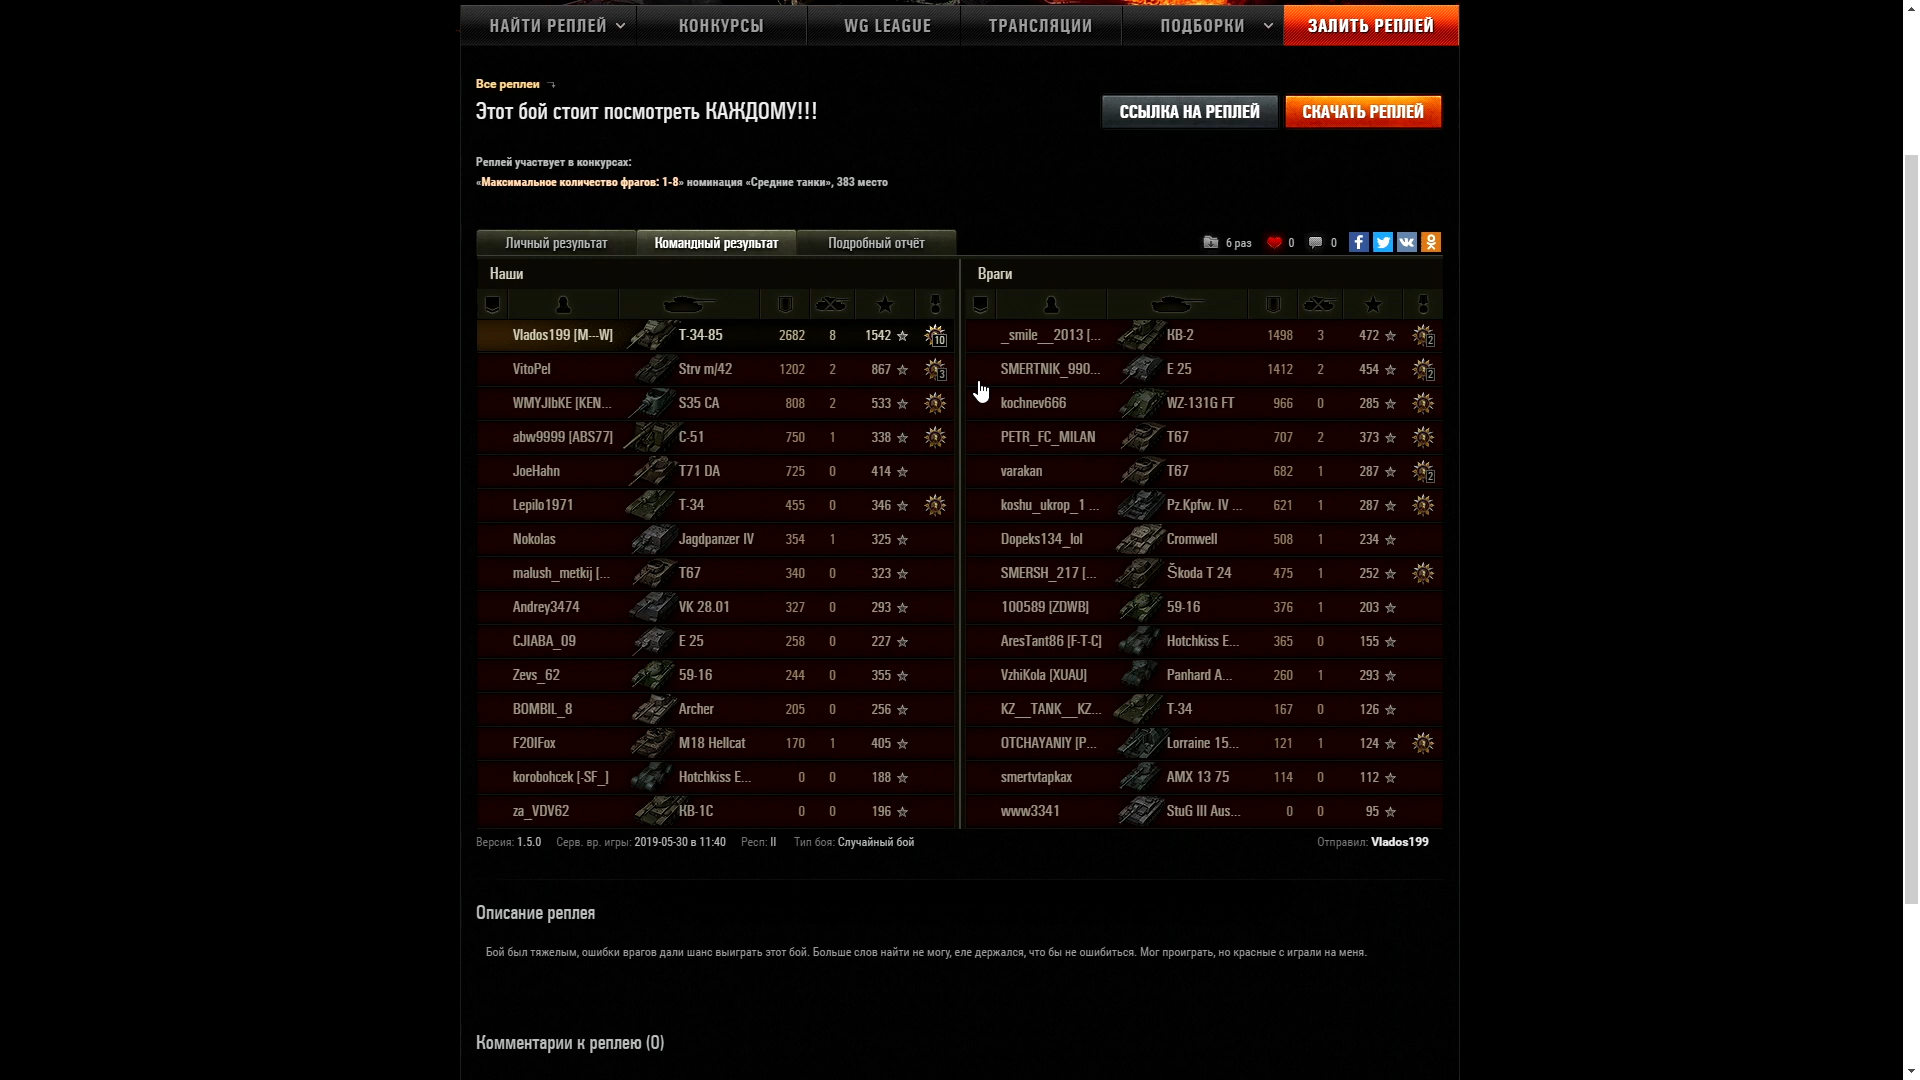 НАЙТИ РЕПЛЕЙ КОНКУРСЫ WG LEAGUE ТРАНСЛЯЦИИ ПОДБОРКИ ЗАЛИТЬ РЕПЛЕЙ
Все реплеи
Этот бой стоит посмотреть КАЖДОМУ!!!
ССЫЛКА НА РЕПЛЕЙ СКАЧАТЬ РЕПЛЕЙ
Реплей участвует в конкурсах:
«Максимальное количество фрагов: 1-8» номинация «Средние танки», 383 место
Личный результат Командный результат Подробный отчёт 6 раз 0 0
Наши Враги
Vlados199 [M---W] T-34-85 2682 8 1542 10 _smile__2013 [... КВ-2 1498 3 472 2
VitoPel Strv m/42 1202 2 867 3 SMERTNIK_990... E 25 1412 2 454 2
WMYJIbKE [KEN... S35 CA 808 2 533 kochnev666 WZ-131G FT 966 0 285
abw9999 [ABS77] С-51 750 1 338 PETR_FC_MILAN T67 707 2 373
JoeHahn T71 DA 725 0 414 varakan T67 682 1 287 2
Lepilo1971 Т-34 455 0 346 koshu_ukrop_1 ... Pz.Kpfw. IV ... 621 1 287
Nokolas Jagdpanzer IV 354 1 325 Dopeks134_lol Cromwell 508 1 234
malush_metkij [... T67 340 0 323 SMERSH_217 [... Škoda T 24 475 1 252
Andrey3474 VK 28.01 327 0 293 100589 [ZDWB] 59-16 376 1 203
CJIABA_09 E 25 258 0 227 AresTant86 [F-T-C] Hotchkiss E... 365 0 155
Zevs_62 59-16 244 0 355 VzhiKola [XUAU] Panhard A... 260 1 293
BOMBIL_8 Archer 205 0 256 KZ__TANK__KZ... Т-34 167 0 126
F20IFox M18 Hellcat 170 1 405 OTCHAYANIY [P... Lorraine 15... 121 1 124
korobohcek [-SF_] Hotchkiss E... 0 0 188 smertvtapkax AMX 13 75 114 0 112
za_VDV62 КВ-1С 0 0 196 www3341 StuG III Aus... 0 0 95
Версия: 1.5.0 Серв. вр. игры: 2019-05-30 в 11:40 Респ: II Тип боя: Случайный бой Отправил: Vlados199
Описание реплея
Бой был тяжелым, ошибки врагов дали шанс выиграть этот бой. Больше слов найти не могу, еле держался, что бы не ошибиться. Мог проиграть, но красные с играли на меня.
Комментарии к реплею (0)